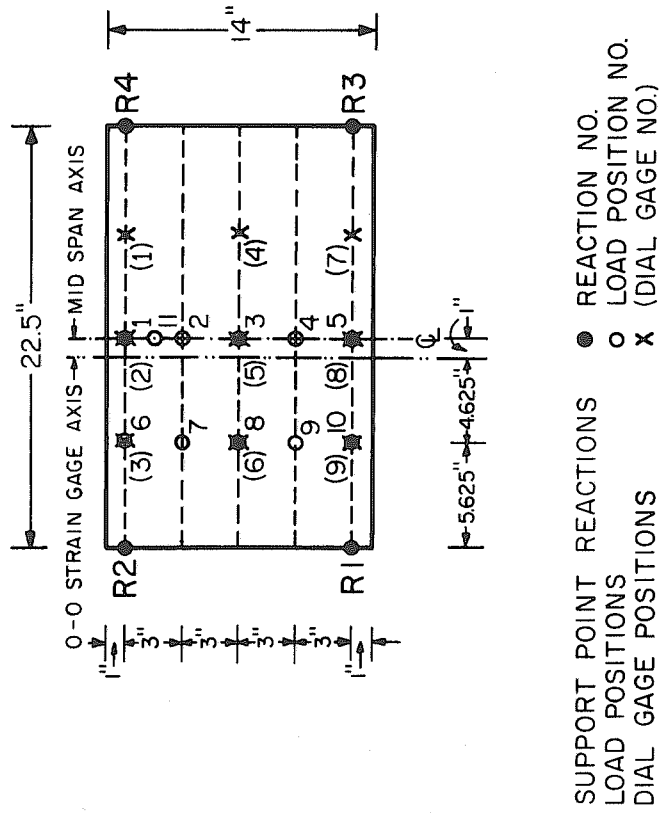 22.5"
O-O STRAIN GAGE AXIS
MID SPAN AXIS
14"
R2
R4
1"
3"
3"
3"
3"
1"
(3) 6
(2) 1
(1)
11
7
2
(6) 8
(5) 3
(4)
9
4
(9) 10
(8) 5
(7)
R1
R3
℄
5.625"
4.625"
1"
SUPPORT POINT REACTIONS ● REACTION NO.
LOAD POSITIONS o LOAD POSITION NO.
DIAL GAGE POSITIONS x (DIAL GAGE NO.)